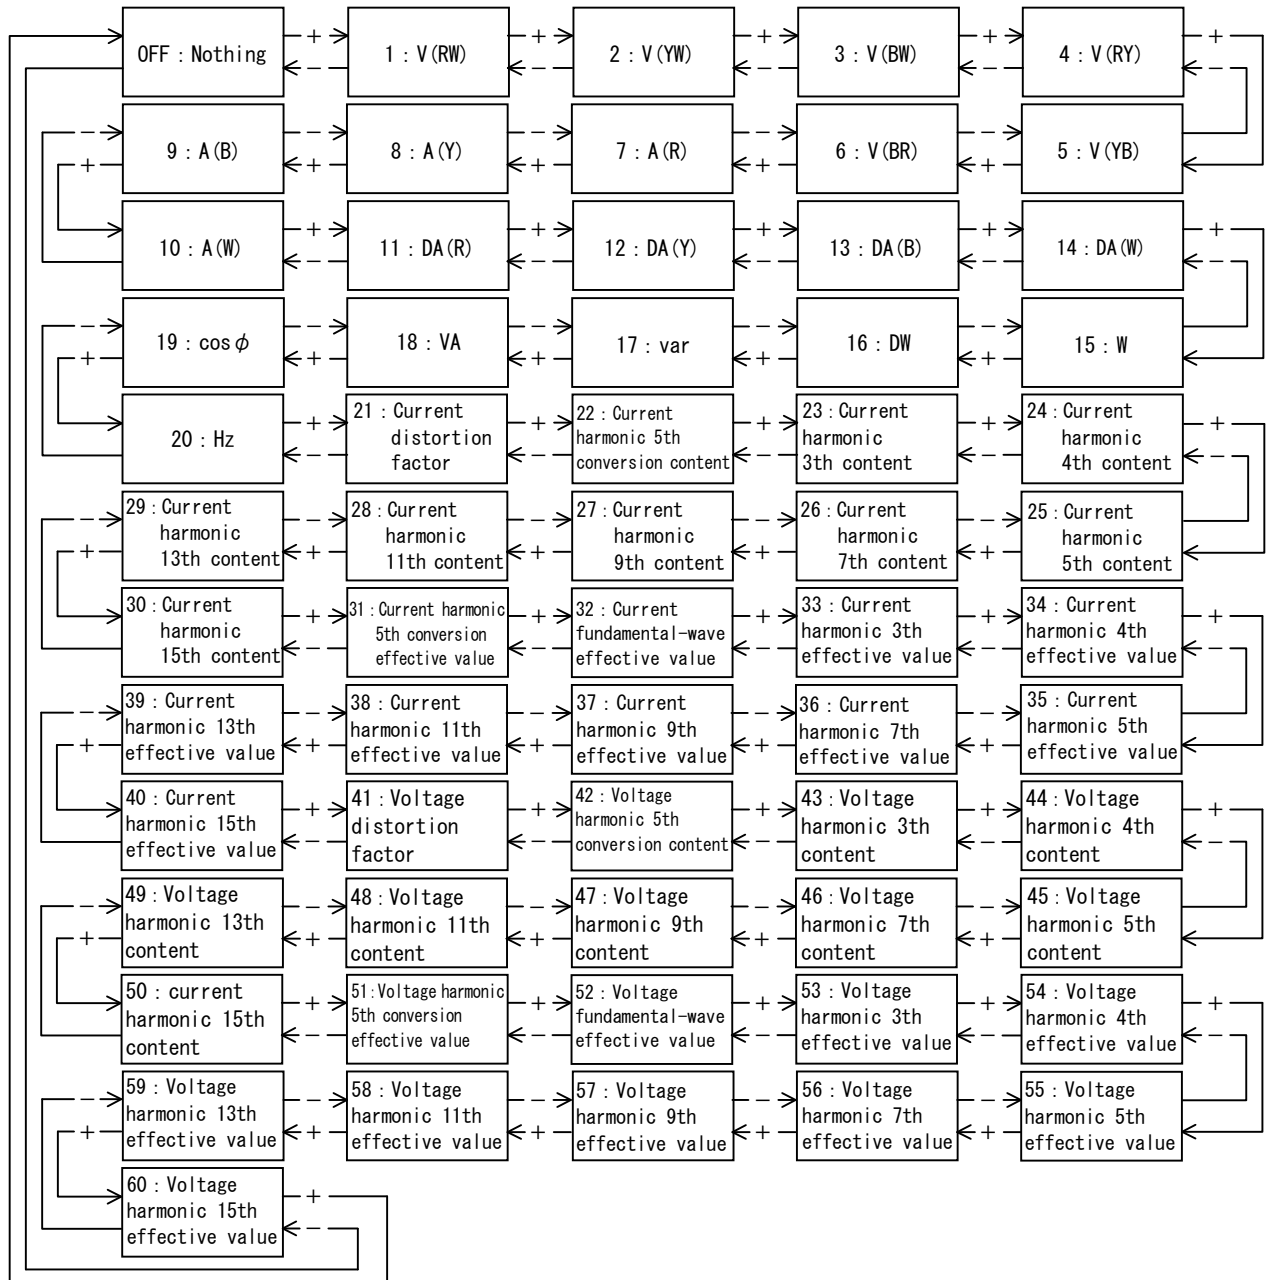 OFF : Nothing
+
−
1 : V(RW)
+
−
2 : V(YW)
+
−
3 : V(BW)
+
−
4 : V(RY)
+
−
−
+
9 : A(B)
−
+
8 : A(Y)
−
+
7 : A(R)
−
+
6 : V(BR)
−
+
5 : V(YB)
10 : A(W)
+
−
11 : DA(R)
+
−
12 : DA(Y)
+
−
13 : DA(B)
+
−
14 : DA(W)
+
−
−
+
19 : cosϕ
−
+
18 : VA
−
+
17 : var
−
+
16 : DW
−
+
15 : W
20 : Hz
+
−
21 : Current
distortion
factor
+
−
22 : Current
harmonic 5th
conversion content
+
−
23 : Current
harmonic
3th content
+
−
24 : Current
harmonic
4th content
+
−
−
+
29 : Current
harmonic
13th content
−
+
28 : Current
harmonic
11th content
−
+
27 : Current
harmonic
9th content
−
+
26 : Current
harmonic
7th content
−
+
25 : Current
harmonic
5th content
30 : Current
harmonic
15th content
+
−
31 : Current harmonic
5th conversion
effective value
+
−
32 : Current
fundamental-wave
effective value
+
−
33 : Current
harmonic 3th
effective value
+
−
34 : Current
harmonic 4th
effective value
+
−
−
+
39 : Current
harmonic 13th
effective value
−
+
38 : Current
harmonic 11th
effective value
−
+
37 : Current
harmonic 9th
effective value
−
+
36 : Current
harmonic 7th
effective value
−
+
35 : Current
harmonic 5th
effective value
40 : Current
harmonic 15th
effective value
+
−
41 : Voltage
distortion
factor
+
−
42 : Voltage
harmonic 5th
conversion content
+
−
43 : Voltage
harmonic 3th
content
+
−
44 : Voltage
harmonic 4th
content
+
−
−
+
49 : Voltage
harmonic 13th
content
−
+
48 : Voltage
harmonic 11th
content
−
+
47 : Voltage
harmonic 9th
content
−
+
46 : Voltage
harmonic 7th
content
−
+
45 : Voltage
harmonic 5th
content
50 : current
harmonic 15th
content
+
−
51 : Voltage harmonic
5th conversion
effective value
+
−
52 : Voltage
fundamental-wave
effective value
+
−
53 : Voltage
harmonic 3th
effective value
+
−
54 : Voltage
harmonic 4th
effective value
+
−
−
+
59 : Voltage
harmonic 13th
effective value
−
+
58 : Voltage
harmonic 11th
effective value
−
+
57 : Voltage
harmonic 9th
effective value
−
+
56 : Voltage
harmonic 7th
effective value
−
+
55 : Voltage
harmonic 5th
effective value
60 : Voltage
harmonic 15th
effective value
+
−